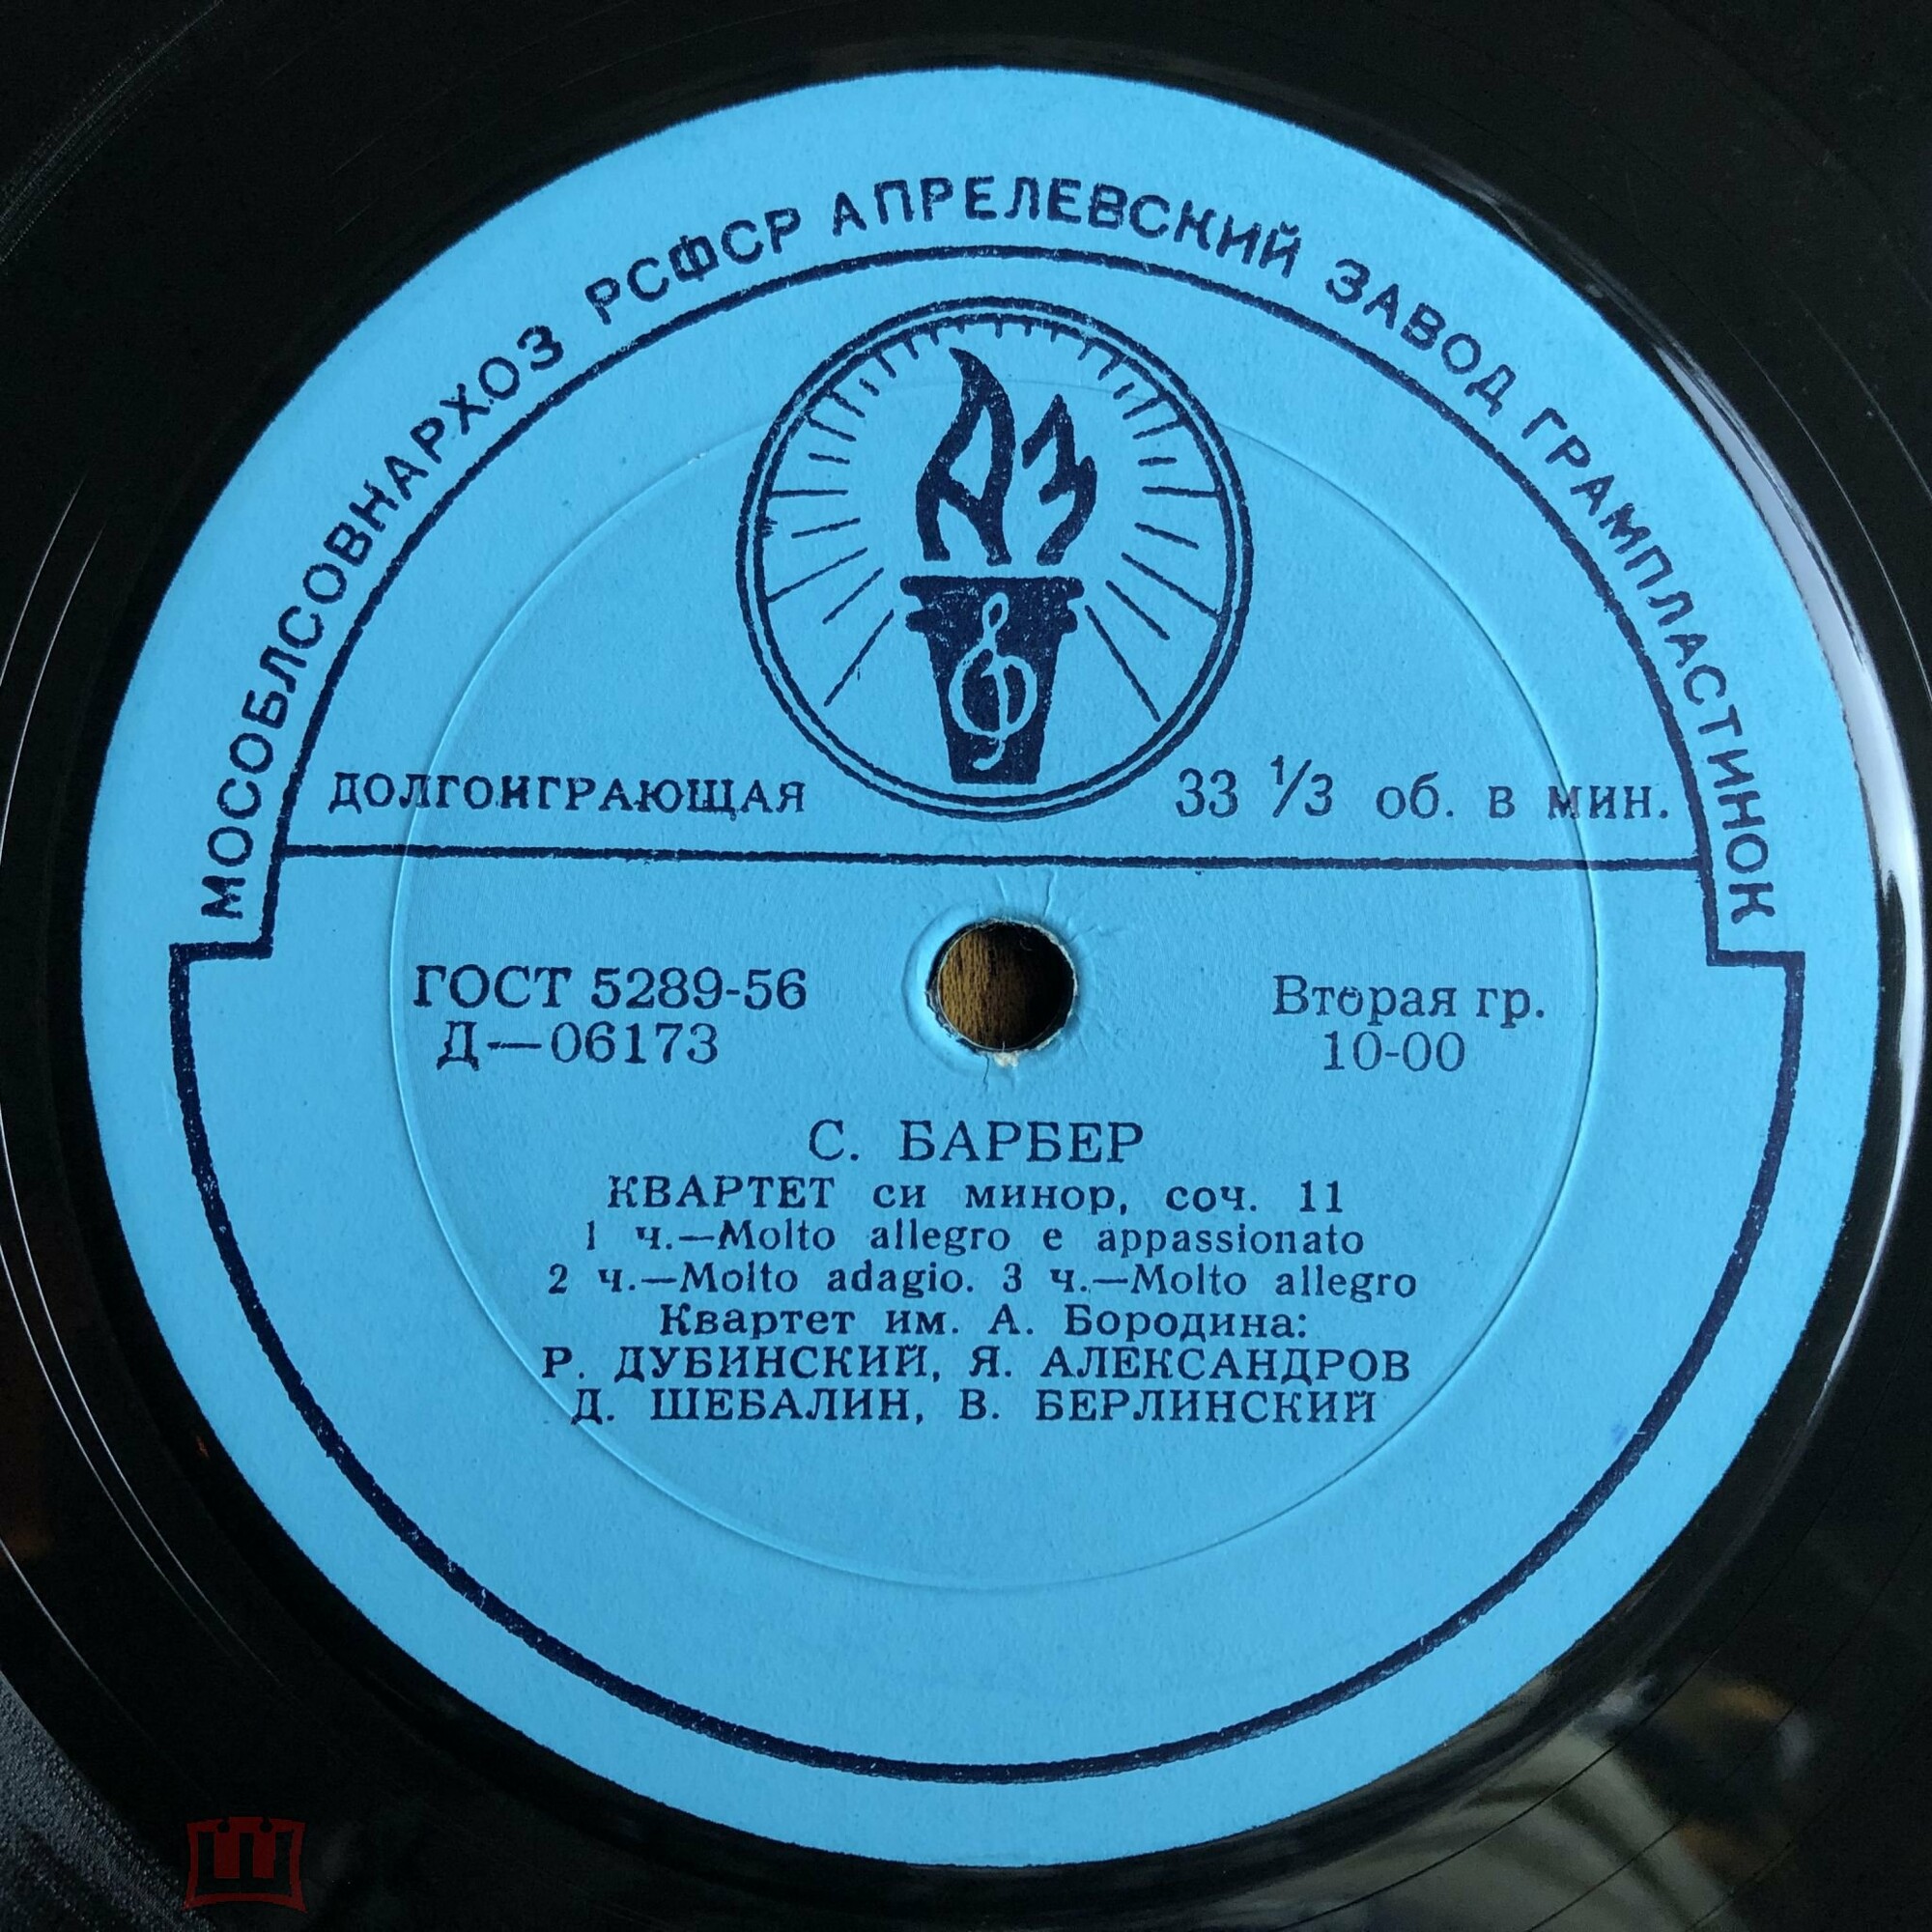 МОСОБЛСОВНАРХОЗ РСФСР АПРЕЛЕВСКИЙ ЗАВОД ГРАМПЛАСТИНОК
АЗ
ДОЛГОИГРАЮЩАЯ 33 1/3 об. в мин.
ГОСТ 5289-56 Вторая гр.
Д—06173 10-00
С. БАРБЕР
КВАРТЕТ си минор, соч. 11
1 ч.—Molto allegro e appassionato
2 ч.—Molto adagio. 3 ч.—Molto allegro
Квартет им. А. Бородина:
Р. ДУБИНСКИЙ, Я. АЛЕКСАНДРОВ
Д. ШЕБАЛИН, В. БЕРЛИНСКИЙ
Ш